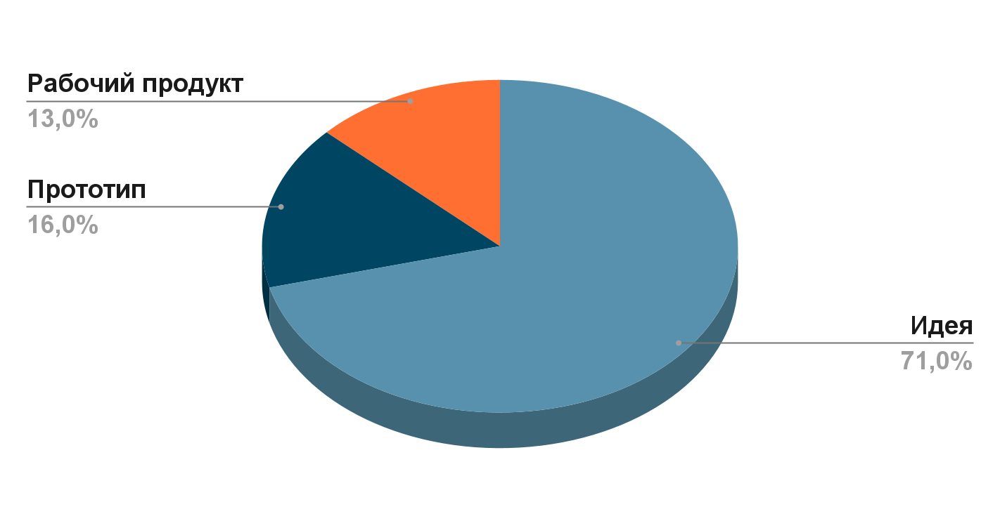 Рабочий продукт
13,0%
Прототип
16,0%
Идея
71,0%